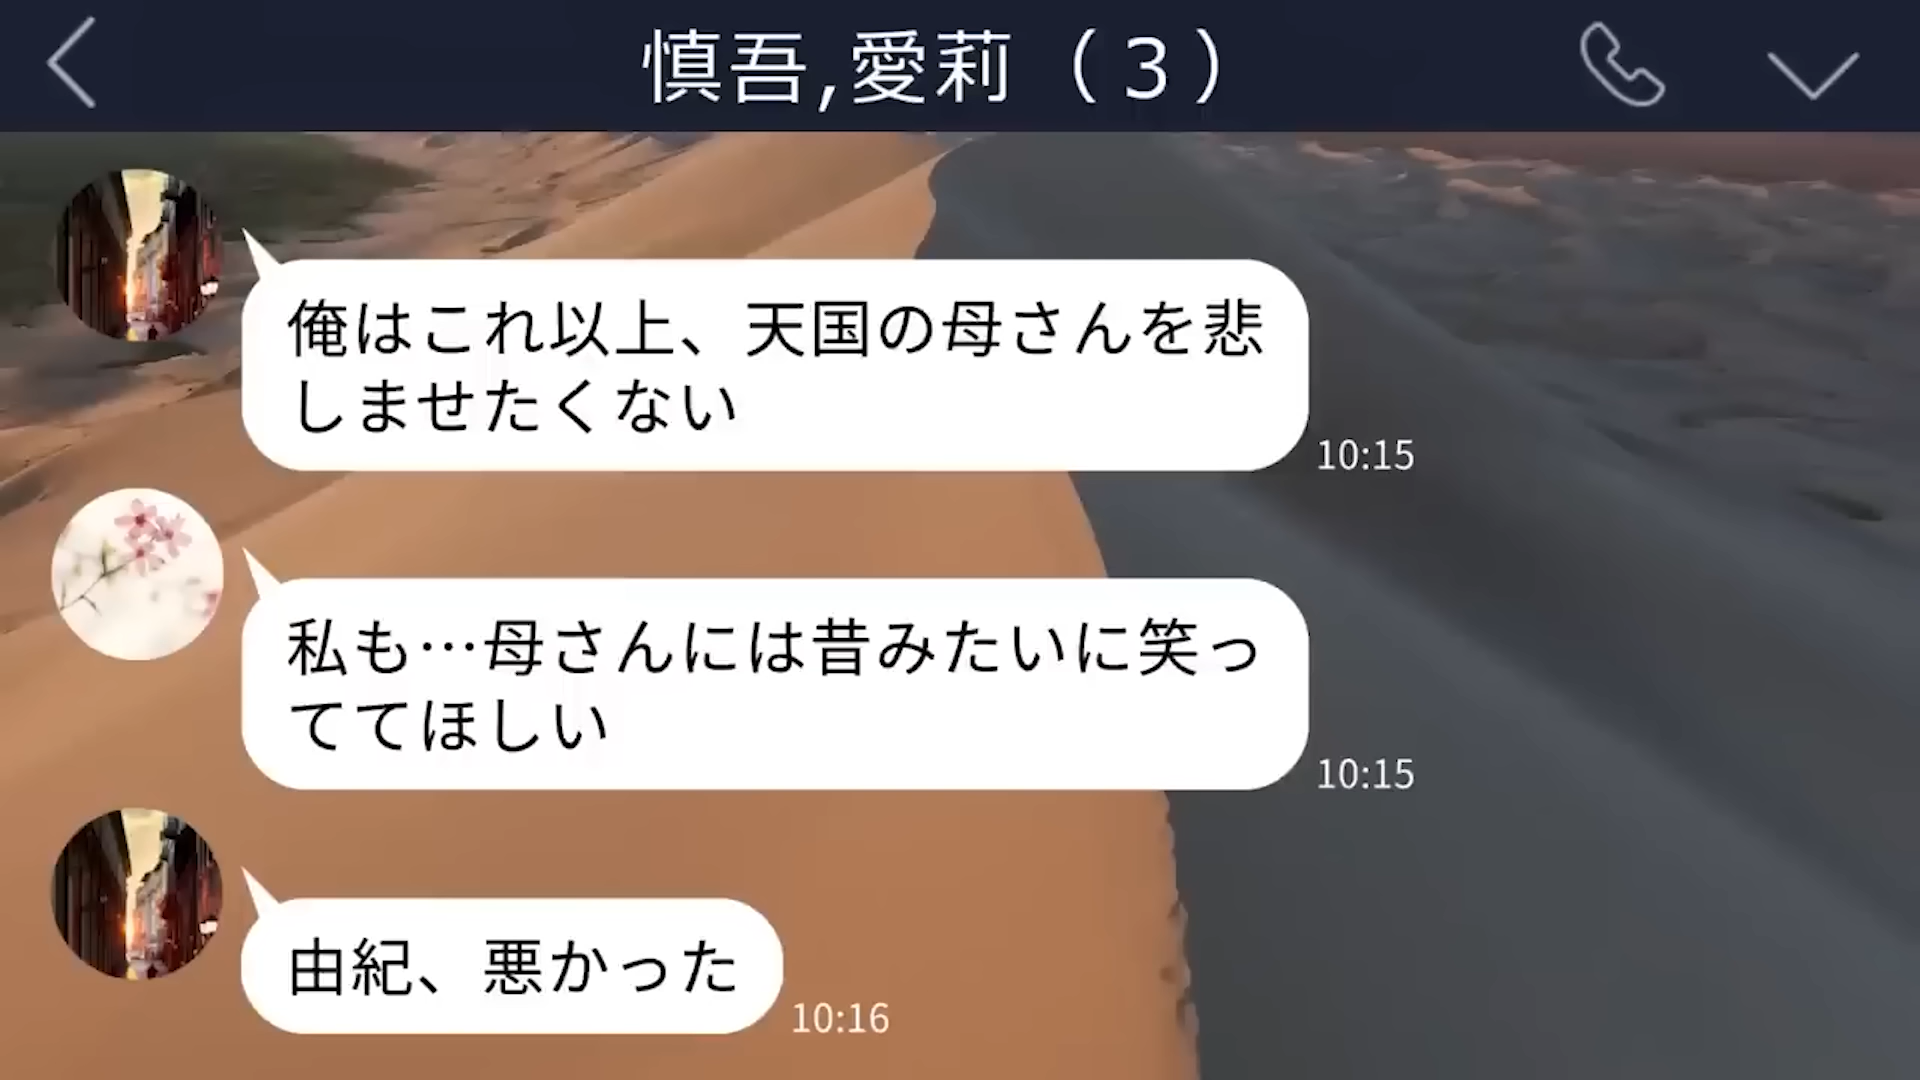 慎吾,愛莉（3）
俺はこれ以上、天国の母さんを悲
しませたくない
10:15
私も…母さんには昔みたいに笑っ
ててほしい
10:15
由紀、悪かった
10:16